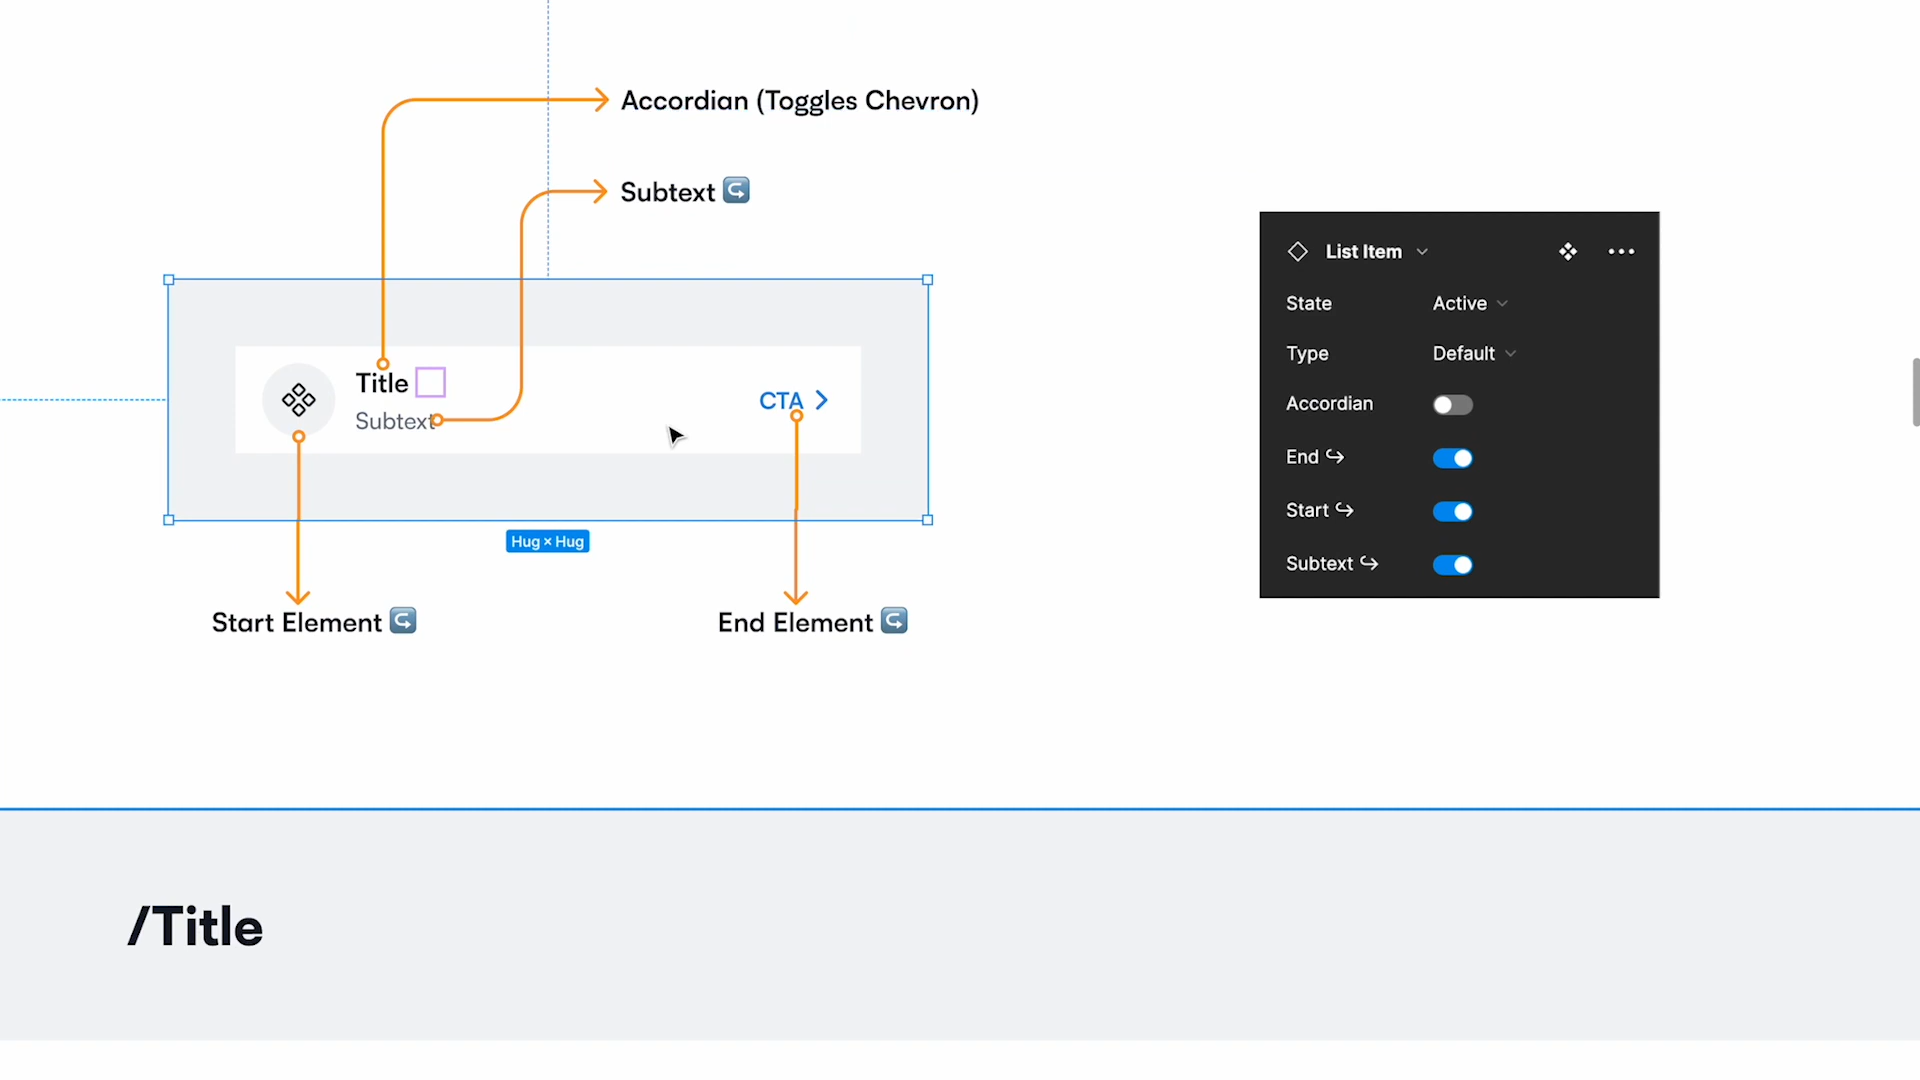 Accordian (Toggles Chevron)
Subtext ↪️
Title
Subtext
CTA
Hug × Hug
Start Element ↪️
End Element ↪️
List Item
State Active
Type Default
Accordian
End ↪
Start ↪
Subtext ↪
/Title